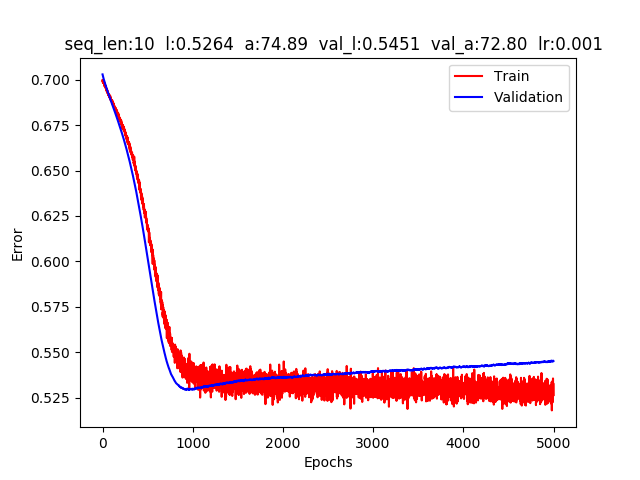 seq_len:10 l:0.5264 a:74.89 val_l:0.5451 val_a:72.80 lr:0.001
Train
Validation
0.700
0.675
0.650
0.625
0.600
0.575
0.550
0.525
Error
0 1000 2000 3000 4000 5000
Epochs